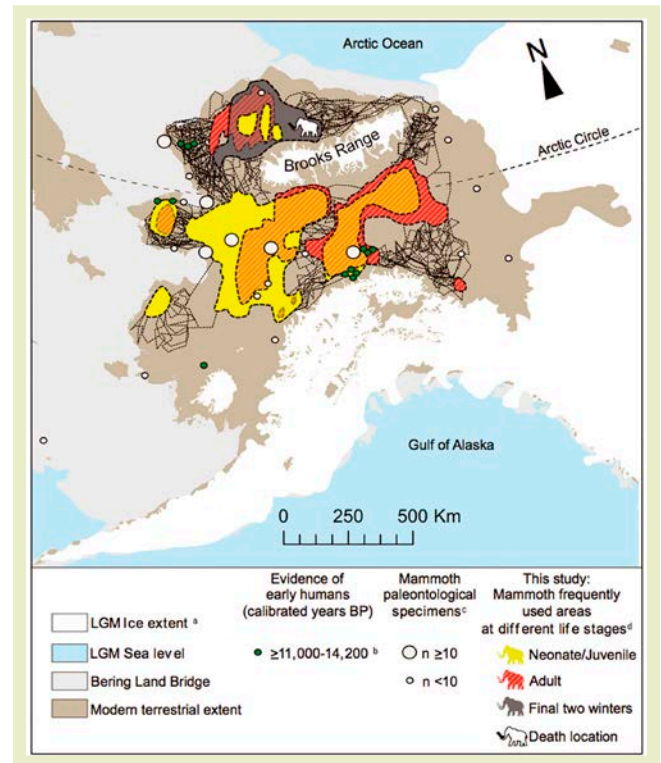 Arctic Ocean
N
Brooks Range
Arctic Circle
Gulf of Alaska
0 250 500 Km
LGM Ice extent ᵃ
LGM Sea level
Bering Land Bridge
Modern terrestrial extent
Evidence of
early humans
(calibrated years BP)
≥11,000-14,200 ᵇ
Mammoth
paleontological
specimensᶜ
n ≥10
n <10
This study:
Mammoth frequently
used areas
at different life stagesᵈ
Neonate/Juvenile
Adult
Final two winters
Death location